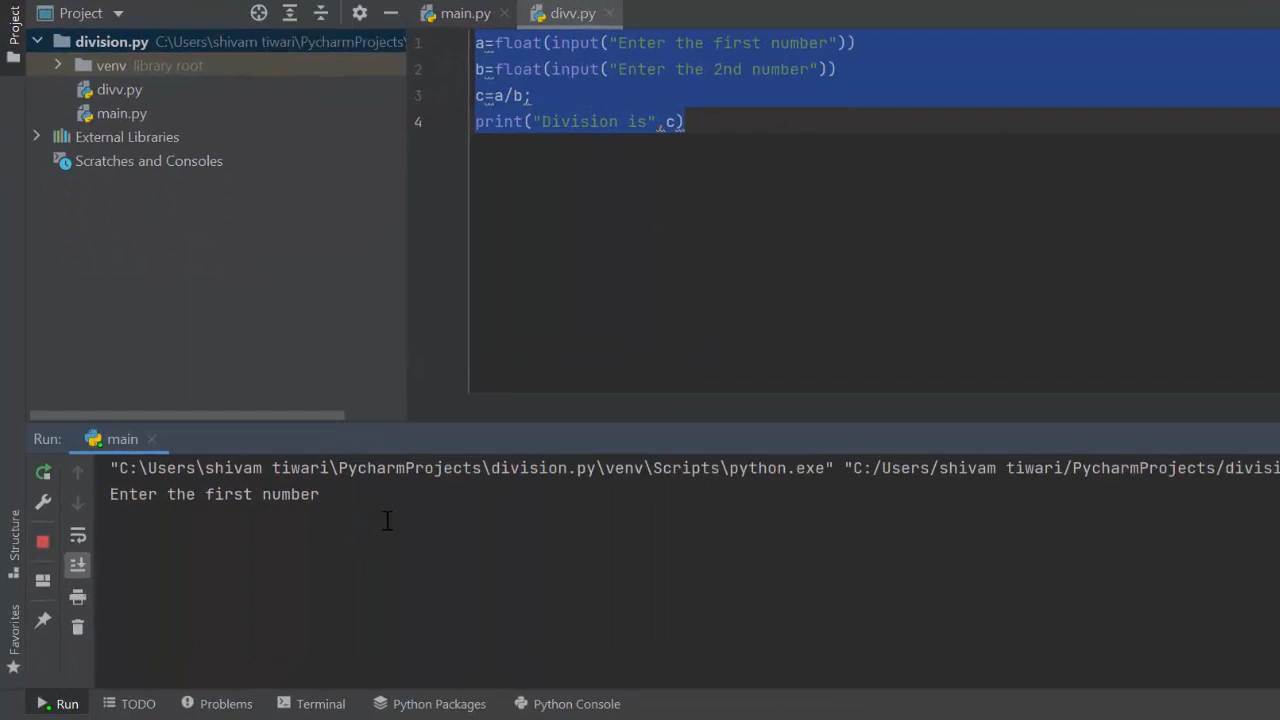 Project
main.py
divv.py
Project
division.py C:\Users\shivam tiwari\PycharmProjects\
venv library root
divv.py
main.py
External Libraries
Scratches and Consoles
1 a=float(input("Enter the first number"))
2 b=float(input("Enter the 2nd number"))
3 c=a/b;
4 print("Division is",c)
Run: main
"C:\Users\shivam tiwari\PycharmProjects\division.py\venv\Scripts\python.exe" "C:/Users/shivam tiwari/PycharmProjects/divisi
Enter the first number
Structure
Favorites
Run TODO Problems Terminal Python Packages Python Console